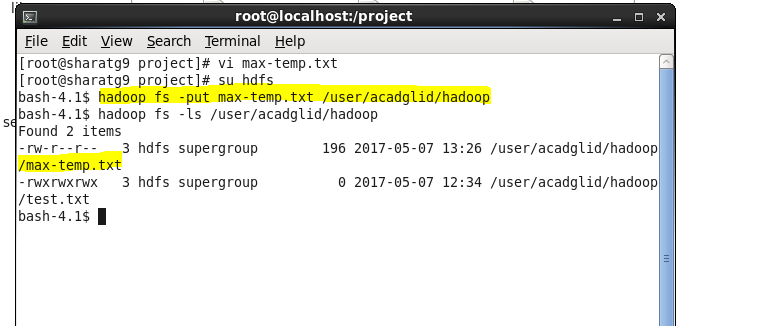 root@localhost:/project
File Edit View Search Terminal Help
[root@sharatg9 project]# vi max-temp.txt
[root@sharatg9 project]# su hdfs
bash-4.1$ hadoop fs -put max-temp.txt /user/acadglid/hadoop
bash-4.1$ hadoop fs -ls /user/acadglid/hadoop
Found 2 items
-rw-r--r--   3 hdfs supergroup        196 2017-05-07 13:26 /user/acadglid/hadoop
/max-temp.txt
-rwxrwxrwx   3 hdfs supergroup          0 2017-05-07 12:34 /user/acadglid/hadoop
/test.txt
bash-4.1$
se